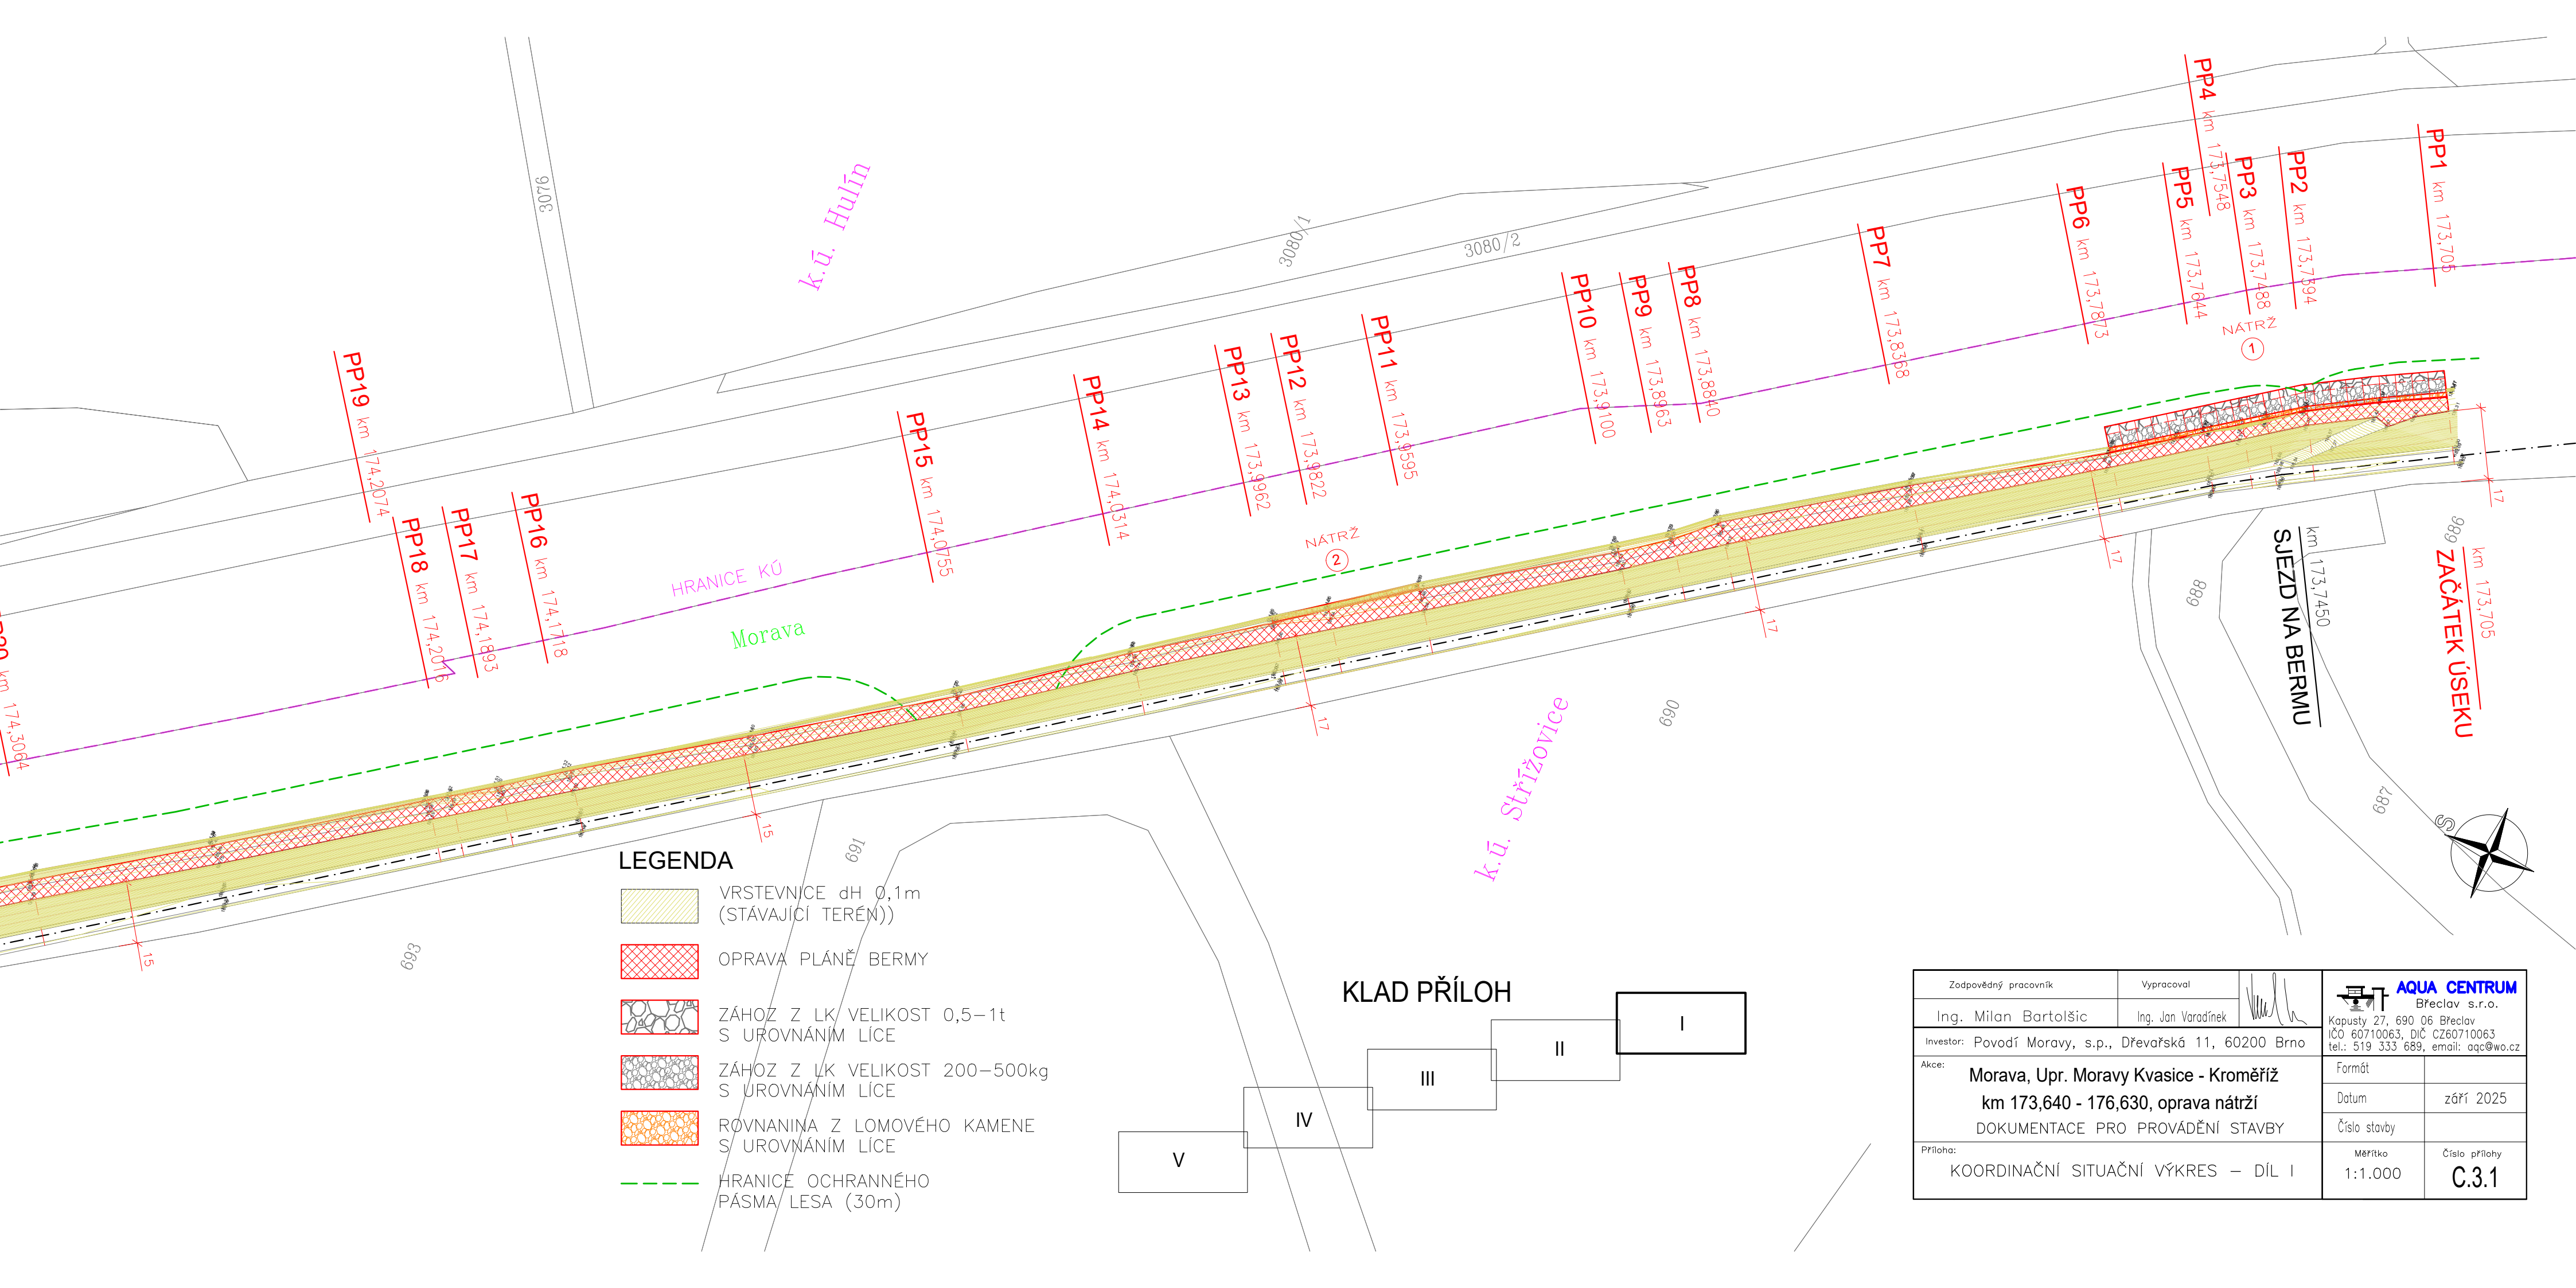 PP4 km 173,7548
PP1 km 173,705
PP2 km 173,7394
PP3 km 173,7488
PP5 km 173,7644
PP6 km 173,7873
PP7 km 173,8368
PP8 km 173,8840
PP9 km 173,8963
PP10 km 173,9100
PP11 km 173,9595
PP12 km 173,9822
PP13 km 173,9962
PP14 km 174,0314
PP15 km 174,0755
PP16 km 174,1718
PP17 km 174,1893
PP18 km 174,2016
PP19 km 174,2074
km 174,3064
3076
k.ú. Hulín
3080/1
3080/2
NÁTRŽ
1
NÁTRŽ
2
HRANICE KÚ
Morava
k.ú. Střížovice
17
17
17
17
15
15
686
688
687
690
691
693
km 173,7450
SJEZD NA BERMU
km 173,705
ZAČÁTEK ÚSEKU
S
LEGENDA
VRSTEVNICE dH 0,1m
(STÁVAJÍCÍ TERÉN))
OPRAVA PLÁNĚ BERMY
ZÁHOZ Z LK VELIKOST 0,5-1t
S UROVNÁNÍM LÍCE
ZÁHOZ Z LK VELIKOST 200-500kg
S UROVNÁNÍM LÍCE
ROVNANINA Z LOMOVÉHO KAMENE
S UROVNÁNÍM LÍCE
HRANICE OCHRANNÉHO
PÁSMA LESA (30m)
KLAD PŘÍLOH
I
II
III
IV
V
Zodpovědný pracovník
Vypracoval
Ing. Milan Bartolšic
Ing. Jan Varadínek
Investor: Povodí Moravy, s.p., Dřevařská 11, 60200 Brno
Akce:
Morava, Upr. Moravy Kvasice - Kroměříž
km 173,640 - 176,630, oprava nátrží
DOKUMENTACE PRO PROVÁDĚNÍ STAVBY
Příloha:
KOORDINAČNÍ SITUAČNÍ VÝKRES – DÍL I
AQUA CENTRUM
Břeclav s.r.o.
Kapusty 27, 690 06 Břeclav
IČO 60710063, DIČ CZ60710063
tel.: 519 333 689, email: aqc@wo.cz
Formát
Datum září 2025
Číslo stavby
Měřítko
1:1.000
Číslo přílohy
C.3.1